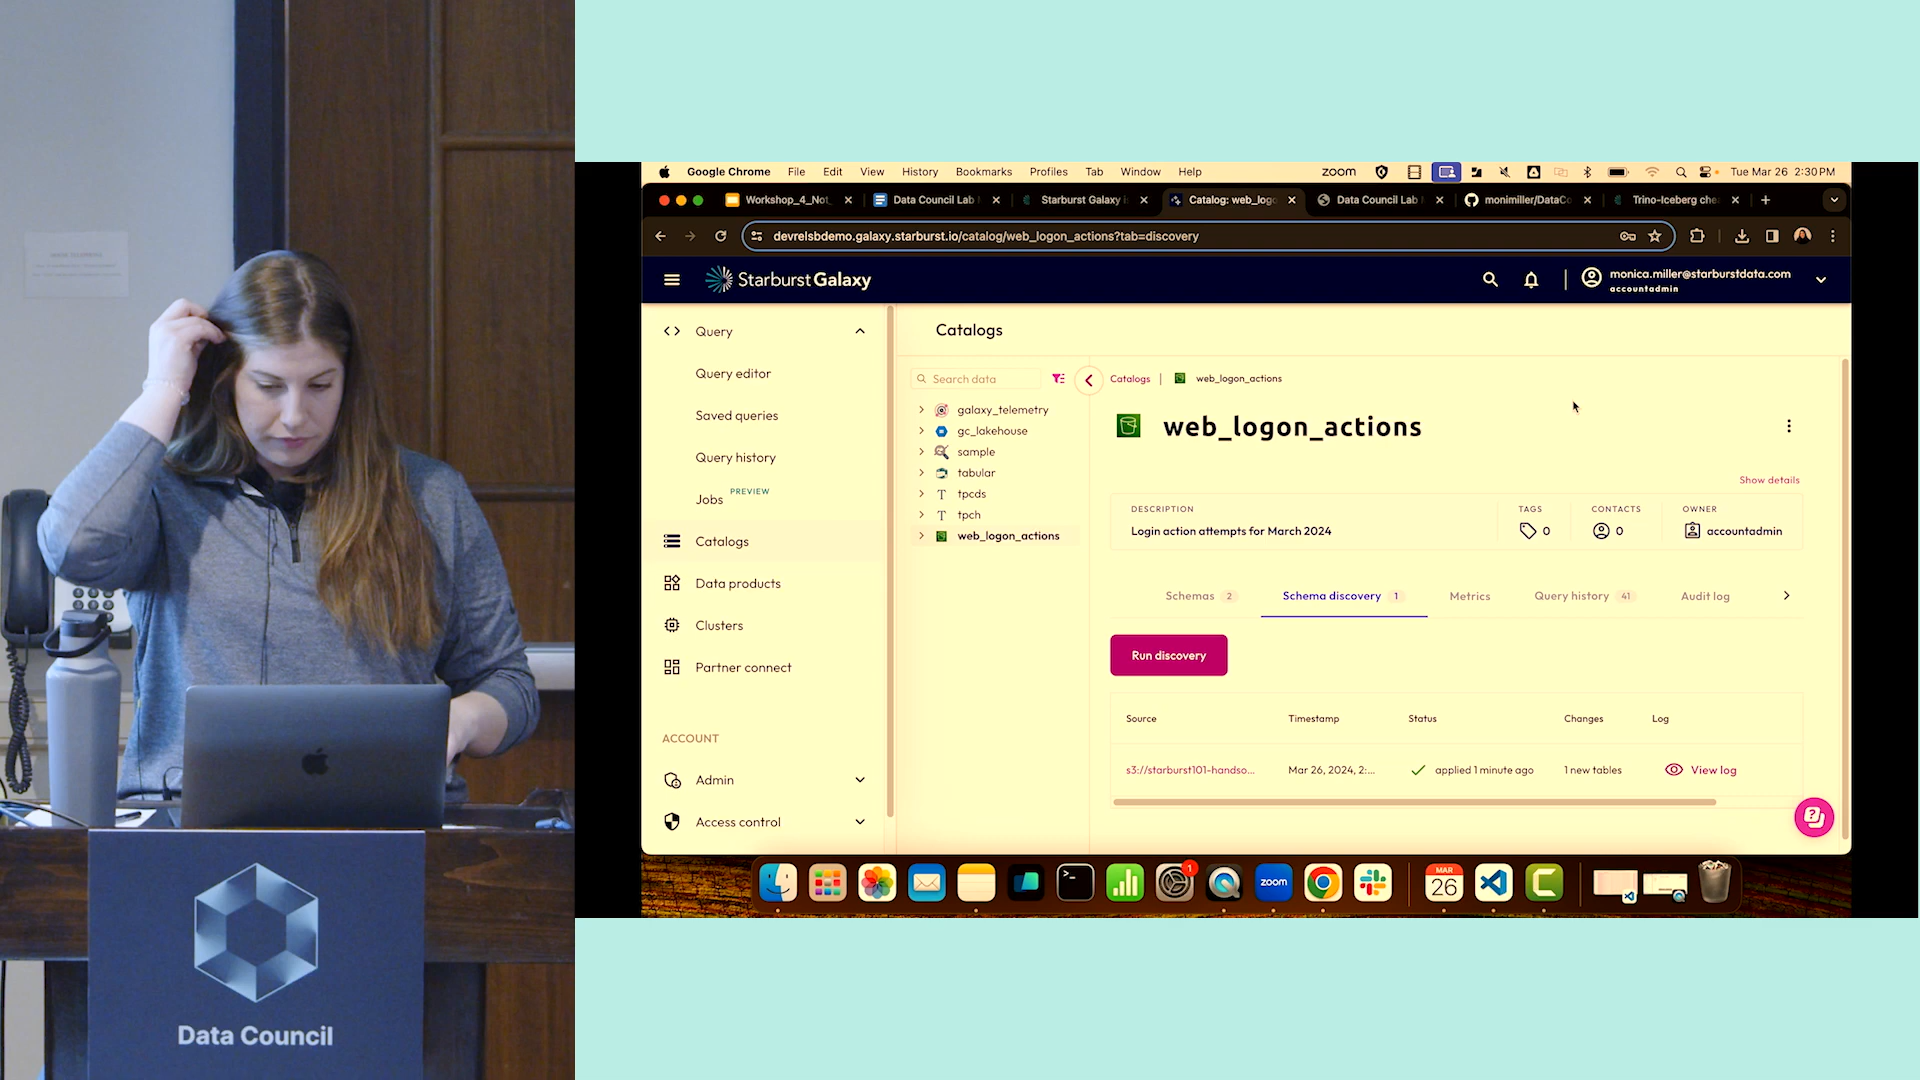 Data Council
Google Chrome File Edit View History Bookmarks Profiles Tab Window Help zoom Tue Mar 26 2:30 PM
Workshop_4_Not Data Council Lab Starburst Galaxy Catalog: web_logo Data Council Lab monimiller/DataCo Trino-Iceberg che
devrelsbdemo.galaxy.starburst.io/catalog/web_logon_actions?tab=discovery
StarburstGalaxy
monica.miller@starburstdata.com
accountadmin
Query
Query editor
Saved queries
Query history
Jobs PREVIEW
Catalogs
Data products
Clusters
Partner connect
ACCOUNT
Admin
Access control
Catalogs
Search data
galaxy_telemetry
gc_lakehouse
sample
tabular
tpcds
tpch
web_logon_actions
Catalogs | web_logon_actions
web_logon_actions
Show details
DESCRIPTION TAGS CONTACTS OWNER
Login action attempts for March 2024 0 0 accountadmin
Schemas 2 Schema discovery 1 Metrics Query history 41 Audit log
Run discovery
Source Timestamp Status Changes Log
s3://starburst101-handso... Mar 26, 2024, 2:... applied 1 minute ago 1 new tables View log
1
zoom
MAR
26